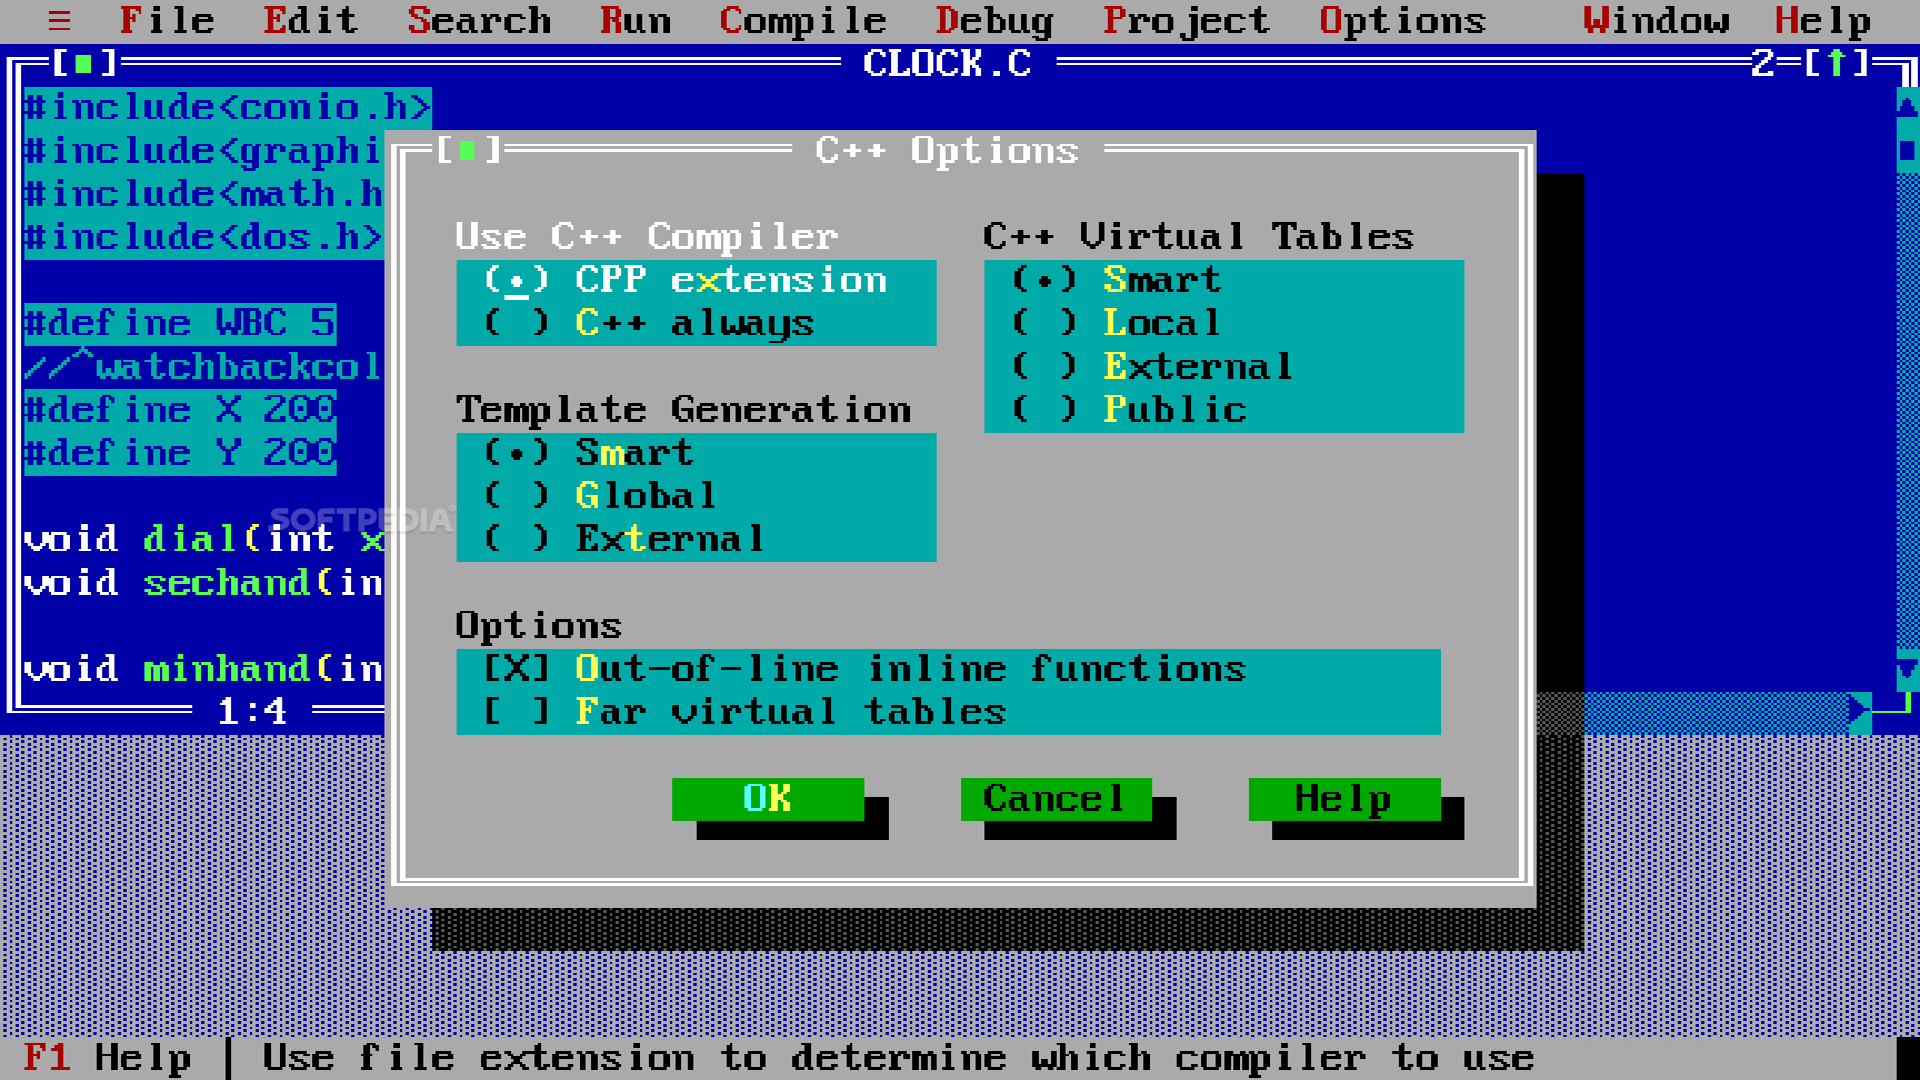 ≡ File Edit Search Run Compile Debug Project Options Window Help
[■] CLOCK.C 2=[↑]
#include<conio.h>
#include<graphi
#include<math.h
#include<dos.h>
#define WBC 5
//^watchbackcol
#define X 200
#define Y 200
void dial(int x
void sechand(in
void minhand(in
1:4
SOFTPEDIA
[■] C++ Options
Use C++ Compiler
(•) CPP extension
( ) C++ always
Template Generation
(•) Smart
( ) Global
( ) External
C++ Virtual Tables
(•) Smart
( ) Local
( ) External
( ) Public
Options
[X] Out-of-line inline functions
[ ] Far virtual tables
OK Cancel Help
F1 Help | Use file extension to determine which compiler to use